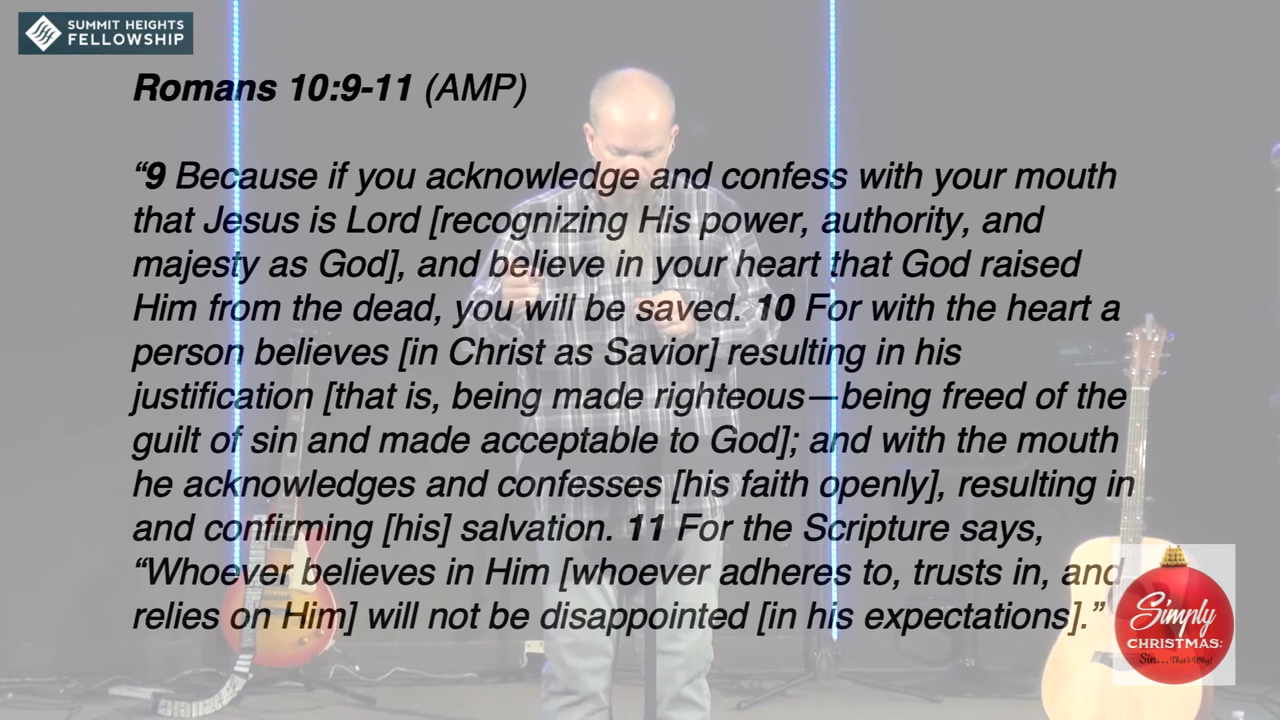 SUMMIT HEIGHTS
FELLOWSHIP
Romans 10:9-11 (AMP)
“9 Because if you acknowledge and confess with your mouth
that Jesus is Lord [recognizing His power, authority, and
majesty as God], and believe in your heart that God raised
Him from the dead, you will be saved. 10 For with the heart a
person believes [in Christ as Savior] resulting in his
justification [that is, being made righteous—being freed of the
guilt of sin and made acceptable to God]; and with the mouth
he acknowledges and confesses [his faith openly], resulting in
and confirming [his] salvation. 11 For the Scripture says,
“Whoever believes in Him [whoever adheres to, trusts in, and
relies on Him] will not be disappointed [in his expectations].”
Simply
CHRISTMAS:
Sin... That's Why!